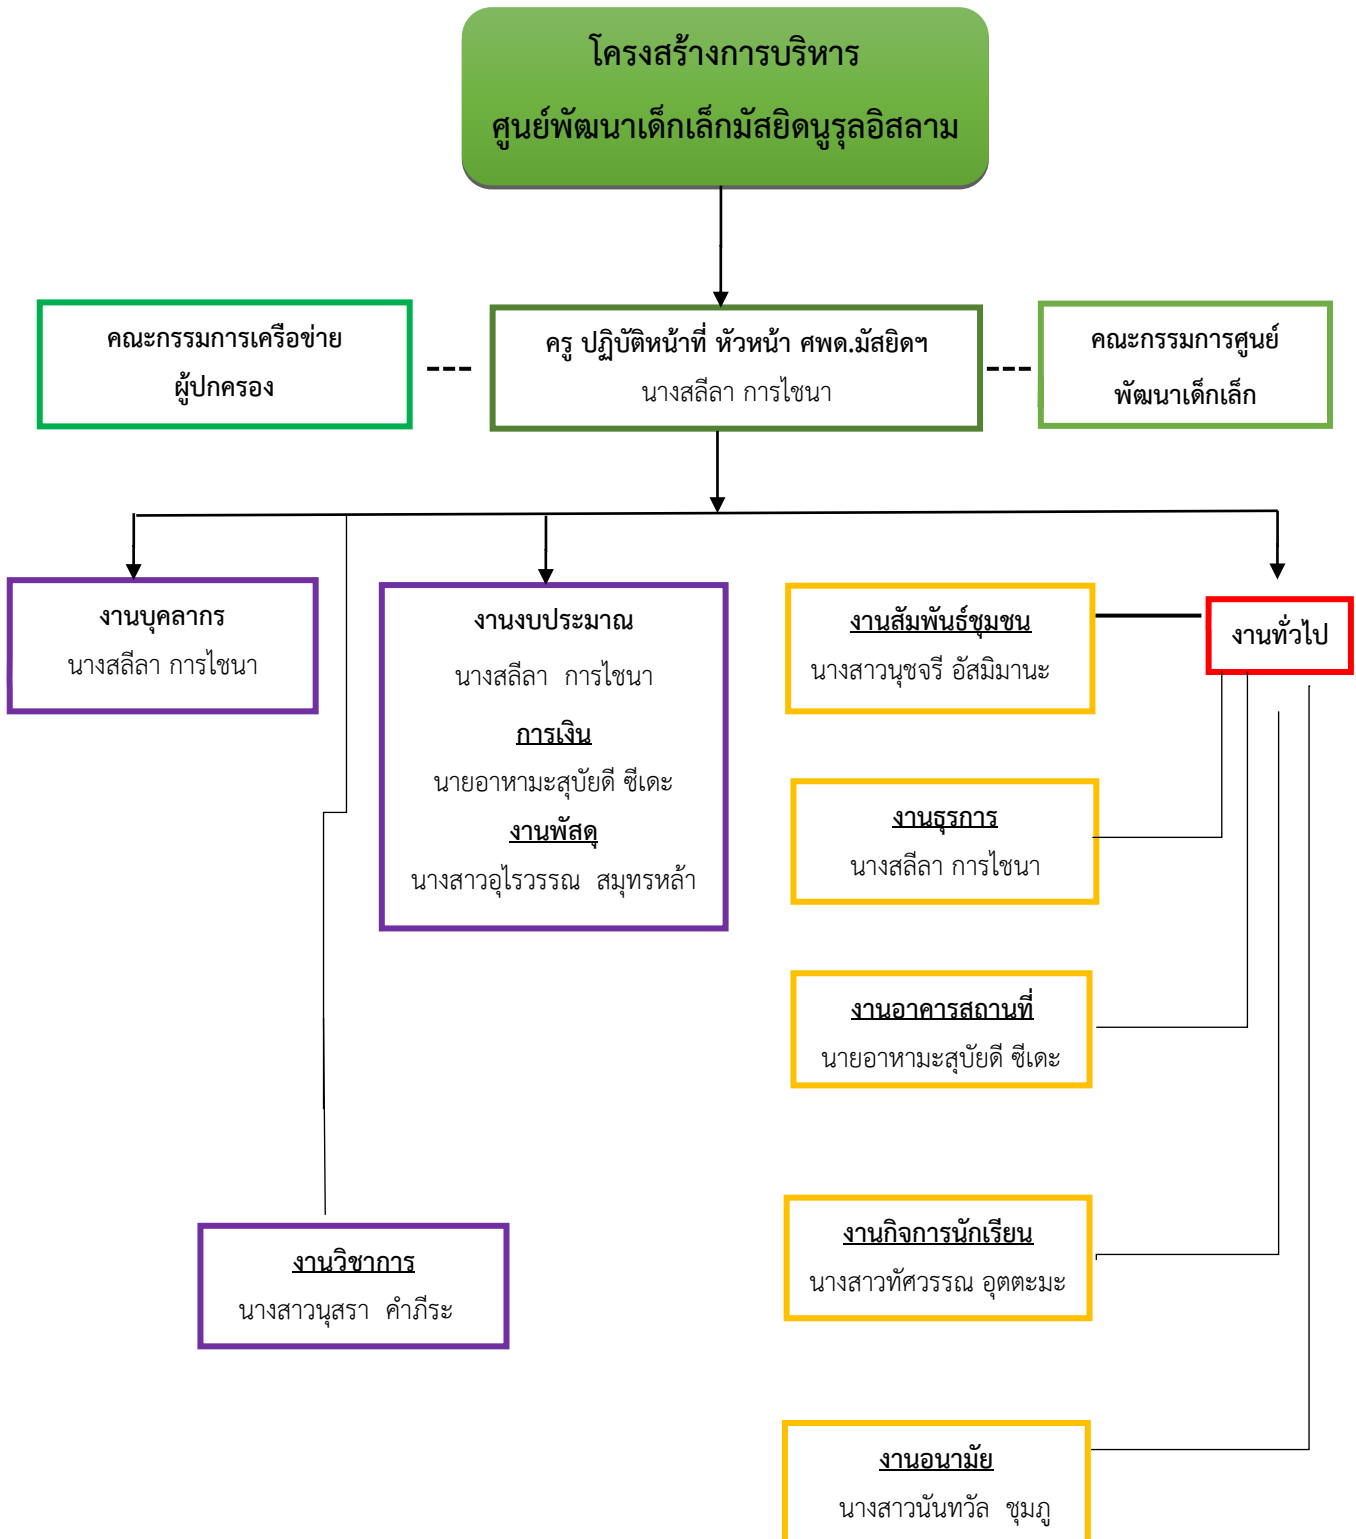 โครงสร้างการบริหาร
ศูนย์พัฒนาเด็กเล็กมัสยิดนูรุลอิสลาม
คณะกรรมการเครือข่าย
ผู้ปกครอง
ครู ปฏิบัติหน้าที่ หัวหน้า ศพด.มัสยิดฯ
นางสลีลา การไชนา
คณะกรรมการศูนย์
พัฒนาเด็กเล็ก
งานบุคลากร
นางสลีลา การไชนา
งานงบประมาณ
นางสลีลา การไชนา
การเงิน
นายอาหามะสุบัยดี ซีเดะ
งานพัสดุ
นางสาวอุไรวรรณ สมุทรหล้า
งานวิชาการ
นางสาวนุสรา คำภีระ
งานทั่วไป
งานสัมพันธ์ชุมชน
นางสาวนุชจรี อัสมิมานะ
งานธุรการ
นางสลีลา การไชนา
งานอาคารสถานที่
นายอาหามะสุบัยดี ซีเดะ
งานกิจการนักเรียน
นางสาวทัศวรรณ อุตตะมะ
งานอนามัย
นางสาวนันทวัล ชุมภู